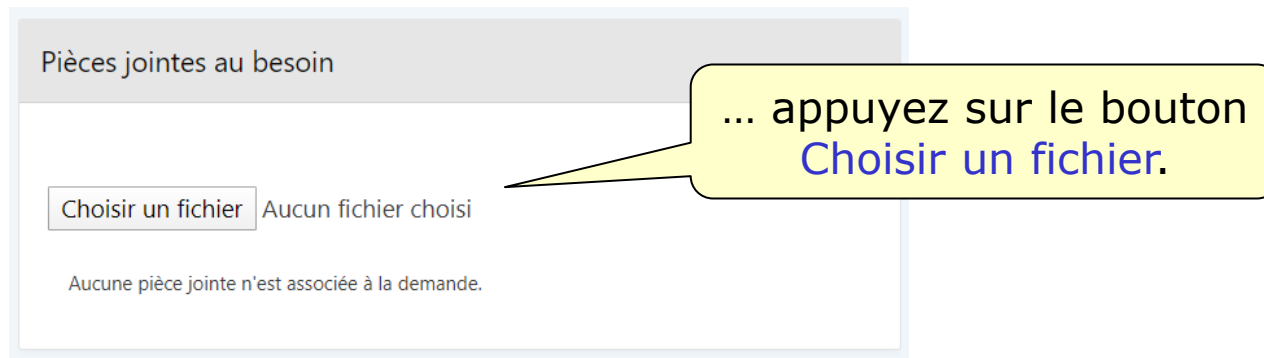 Pièces jointes au besoin
… appuyez sur le bouton
Choisir un fichier.
Choisir un fichier Aucun fichier choisi
Aucune pièce jointe n'est associée à la demande.